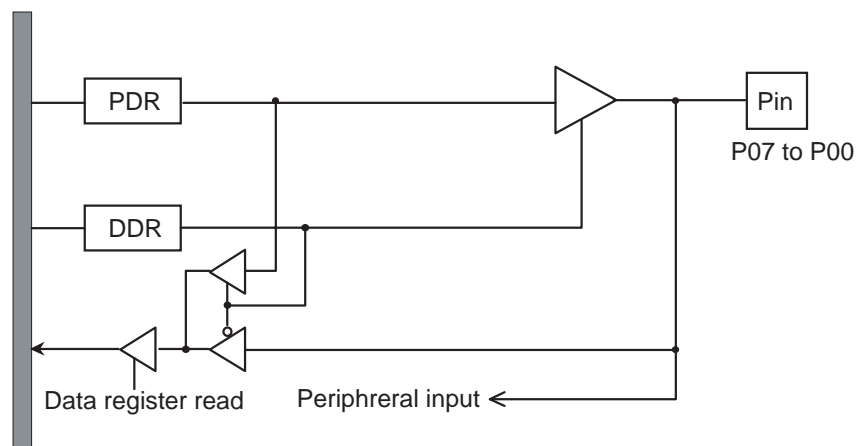 PDR
Pin
P07 to P00
DDR
Data register read
Periphreral input